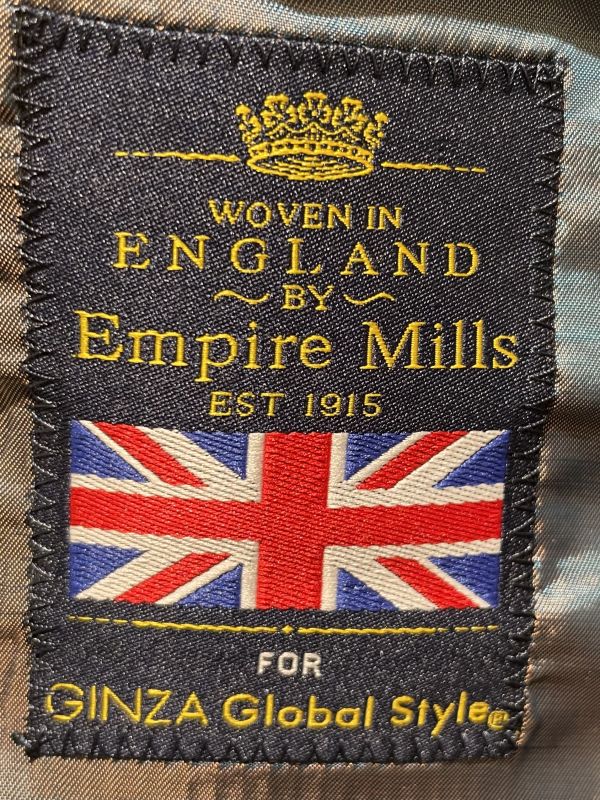 WOVEN IN
ENGLAND
~BY~
Empire Mills
EST 1915
FOR
GINZA Global Style®